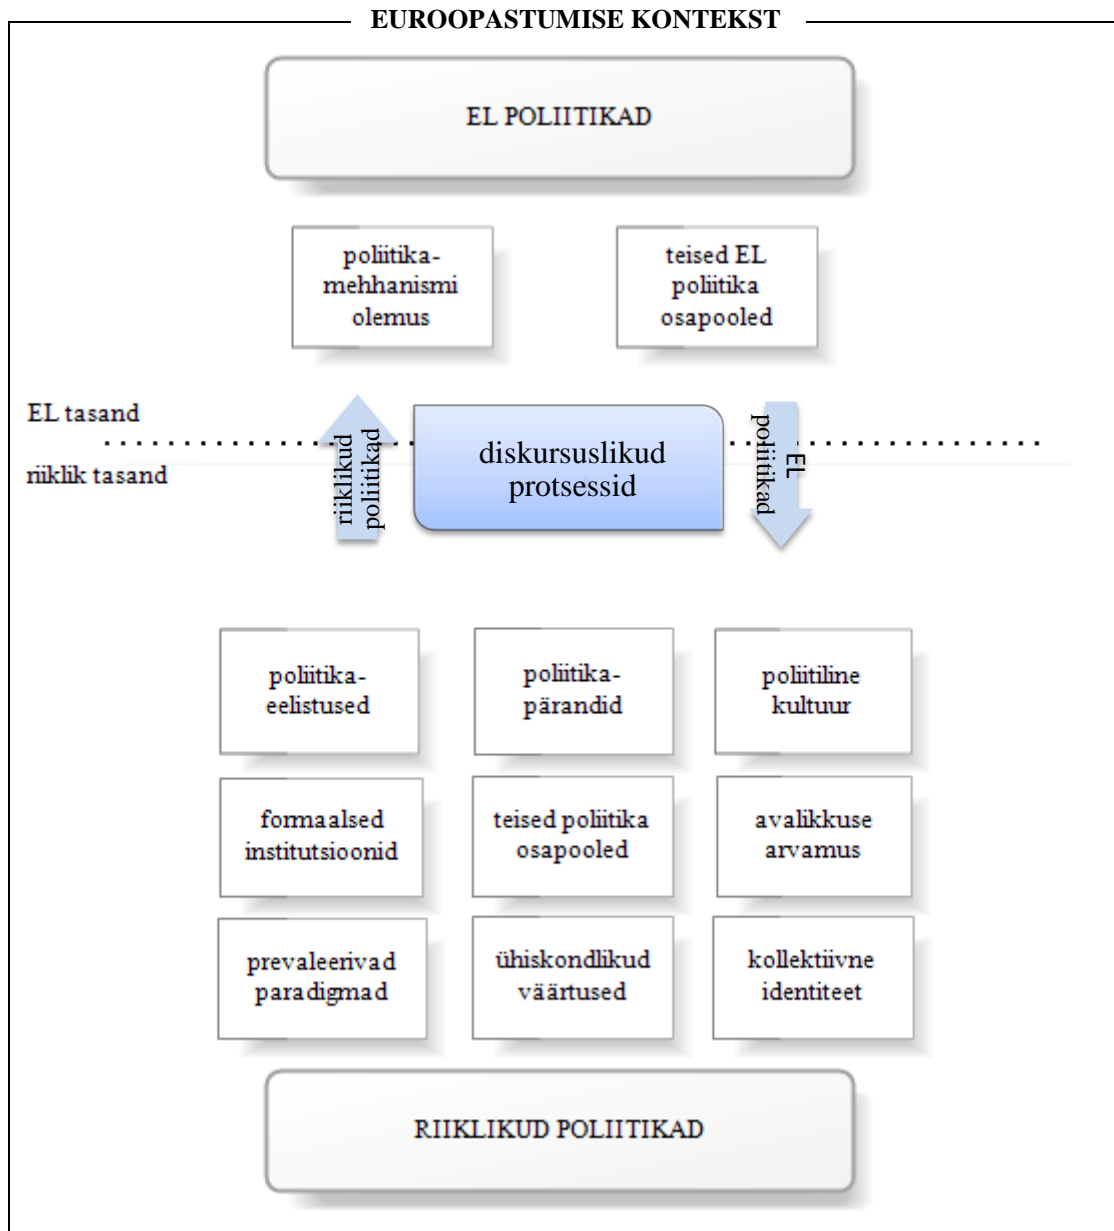 EUROOPASTUMISE KONTEKST
EL POLIITIKAD
poliitika-
mehhanismi
olemus
teised EL
poliitika
osapooled
EL tasand
riiklik tasand
riiklikud
poliitikad
diskursuslikud
protsessid
EL
poliitikad
poliitika-
eelistused
poliitika-
pärandid
poliitiline
kultuur
formaalsed
institutsioonid
teised poliitika
osapooled
avalikkuse
arvamus
prevaleerivad
paradigmad
ühiskondlikud
väärtused
kollektiivne
identiteet
RIIKLIKUD POLIITIKAD